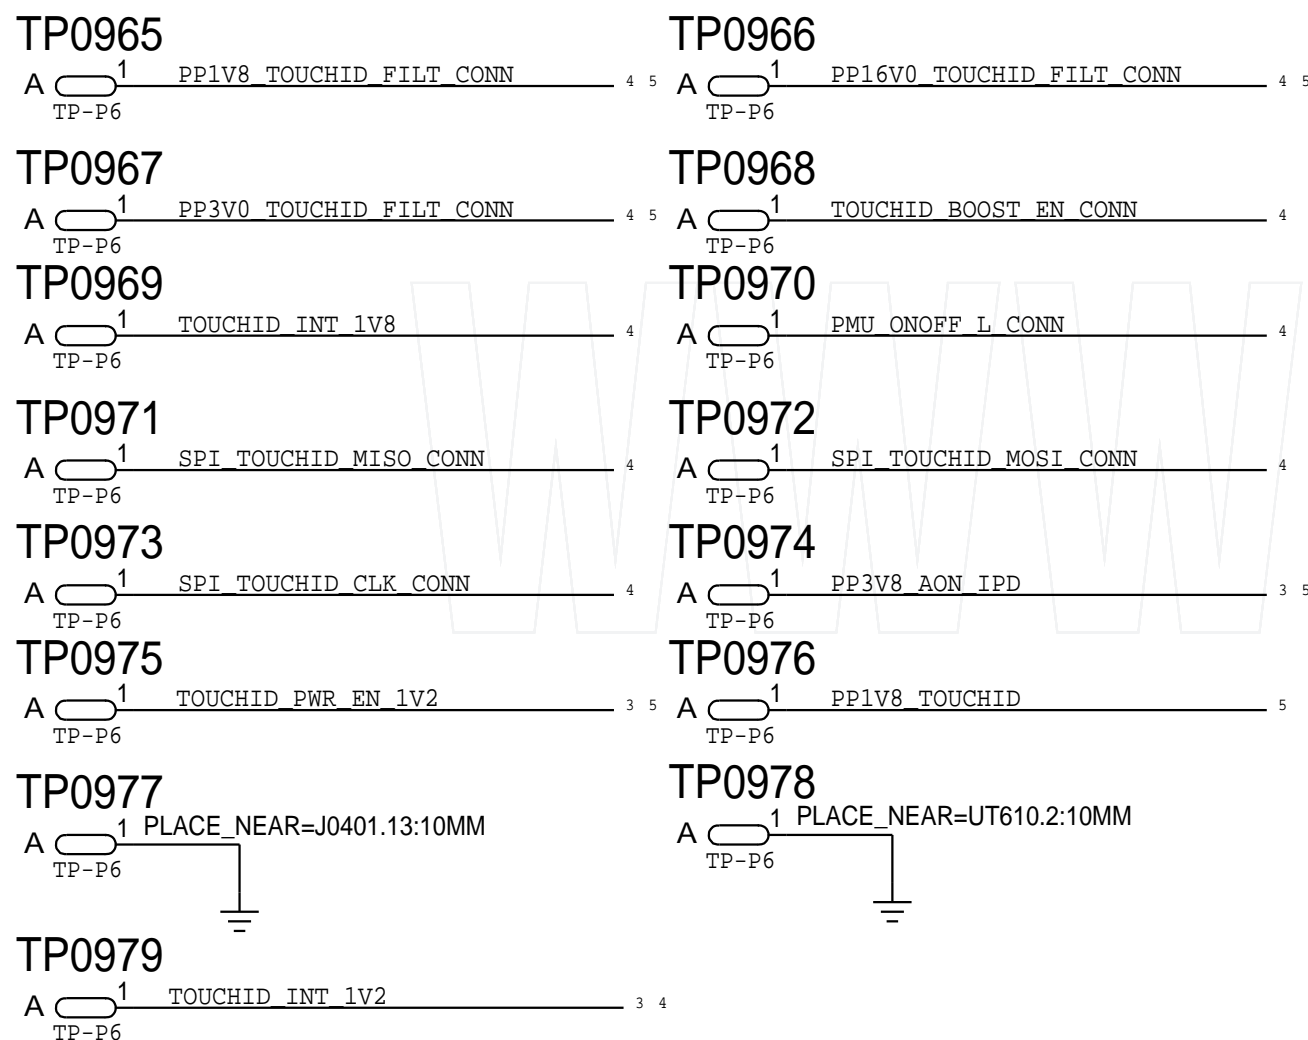 TP0965
A 1 PP1V8_TOUCHID_FILT_CONN 4 5
TP-P6
TP0966
A 1 PP16V0_TOUCHID_FILT_CONN 4 5
TP-P6
TP0967
A 1 PP3V0_TOUCHID_FILT_CONN 4 5
TP-P6
TP0968
A 1 TOUCHID_BOOST_EN_CONN 4
TP-P6
TP0969
A 1 TOUCHID_INT_1V8 4
TP-P6
TP0970
A 1 PMU_ONOFF_L_CONN 4
TP-P6
TP0971
A 1 SPI_TOUCHID_MISO_CONN 4
TP-P6
TP0972
A 1 SPI_TOUCHID_MOSI_CONN 4
TP-P6
TP0973
A 1 SPI_TOUCHID_CLK_CONN 4
TP-P6
TP0974
A 1 PP3V8_AON_IPD 3 5
TP-P6
TP0975
A 1 TOUCHID_PWR_EN_1V2 3 5
TP-P6
TP0976
A 1 PP1V8_TOUCHID 5
TP-P6
TP0977
A 1 PLACE_NEAR=J0401.13:10MM
TP-P6
TP0978
A 1 PLACE_NEAR=UT610.2:10MM
TP-P6
TP0979
A 1 TOUCHID_INT_1V2 3 4
TP-P6
WWW